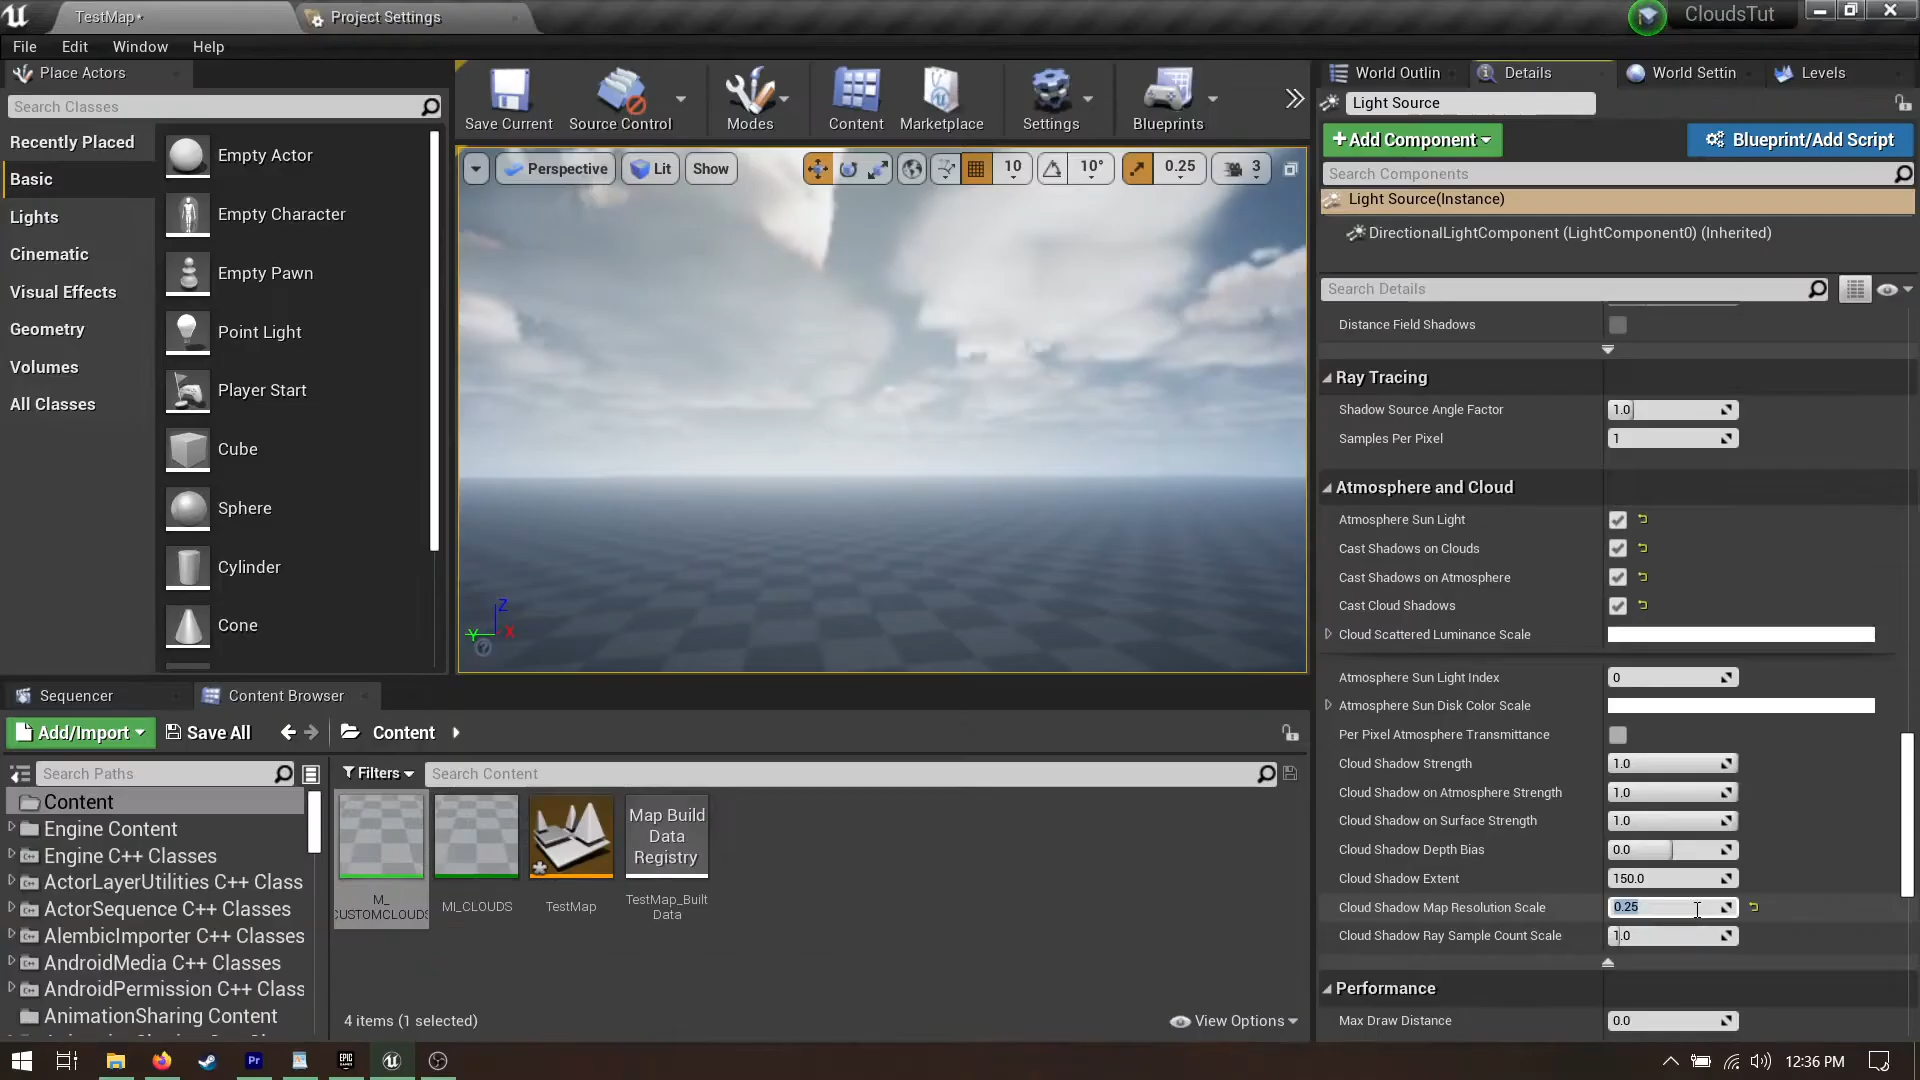 TestMap*
Project Settings
CloudsTut
File
Edit
Window
Help
Place Actors
Search Classes
Recently Placed
Basic
Lights
Cinematic
Visual Effects
Geometry
Volumes
All Classes
Empty Actor
Empty Character
Empty Pawn
Point Light
Player Start
Cube
Sphere
Cylinder
Cone
Save Current
Source Control
Modes
Content
Marketplace
Settings
Blueprints
Perspective
Lit
Show
10
10°
0.25
3
Z
Y
X
World Outlin
Details
World Settin
Levels
Light Source
+Add Component
Blueprint/Add Script
Search Components
Light Source(Instance)
DirectionalLightComponent (LightComponent0) (Inherited)
Search Details
Distance Field Shadows
Ray Tracing
Shadow Source Angle Factor 1.0
Samples Per Pixel 1
Atmosphere and Cloud
Atmosphere Sun Light
Cast Shadows on Clouds
Cast Shadows on Atmosphere
Cast Cloud Shadows
Cloud Scattered Luminance Scale
Atmosphere Sun Light Index 0
Atmosphere Sun Disk Color Scale
Per Pixel Atmosphere Transmittance
Cloud Shadow Strength 1.0
Cloud Shadow on Atmosphere Strength 1.0
Cloud Shadow on Surface Strength 1.0
Cloud Shadow Depth Bias 0.0
Cloud Shadow Extent 150.0
Cloud Shadow Map Resolution Scale 0.25
Cloud Shadow Ray Sample Count Scale 1.0
Performance
Max Draw Distance 0.0
Sequencer
Content Browser
Add/Import
Save All
Content
Search Paths
Filters
Search Content
Content
Engine Content
Engine C++ Classes
ActorLayerUtilities C++ Class
ActorSequence C++ Classes
AlembicImporter C++ Classes
AndroidMedia C++ Classes
AndroidPermission C++ Class
AnimationSharing Content
M_
CUSTOMCLOUDS
MI_CLOUDS
TestMap
Map Build
Data
Registry
TestMap_Built
Data
4 items (1 selected)
View Options
Pr
EPIC
GAMES
12:36 PM